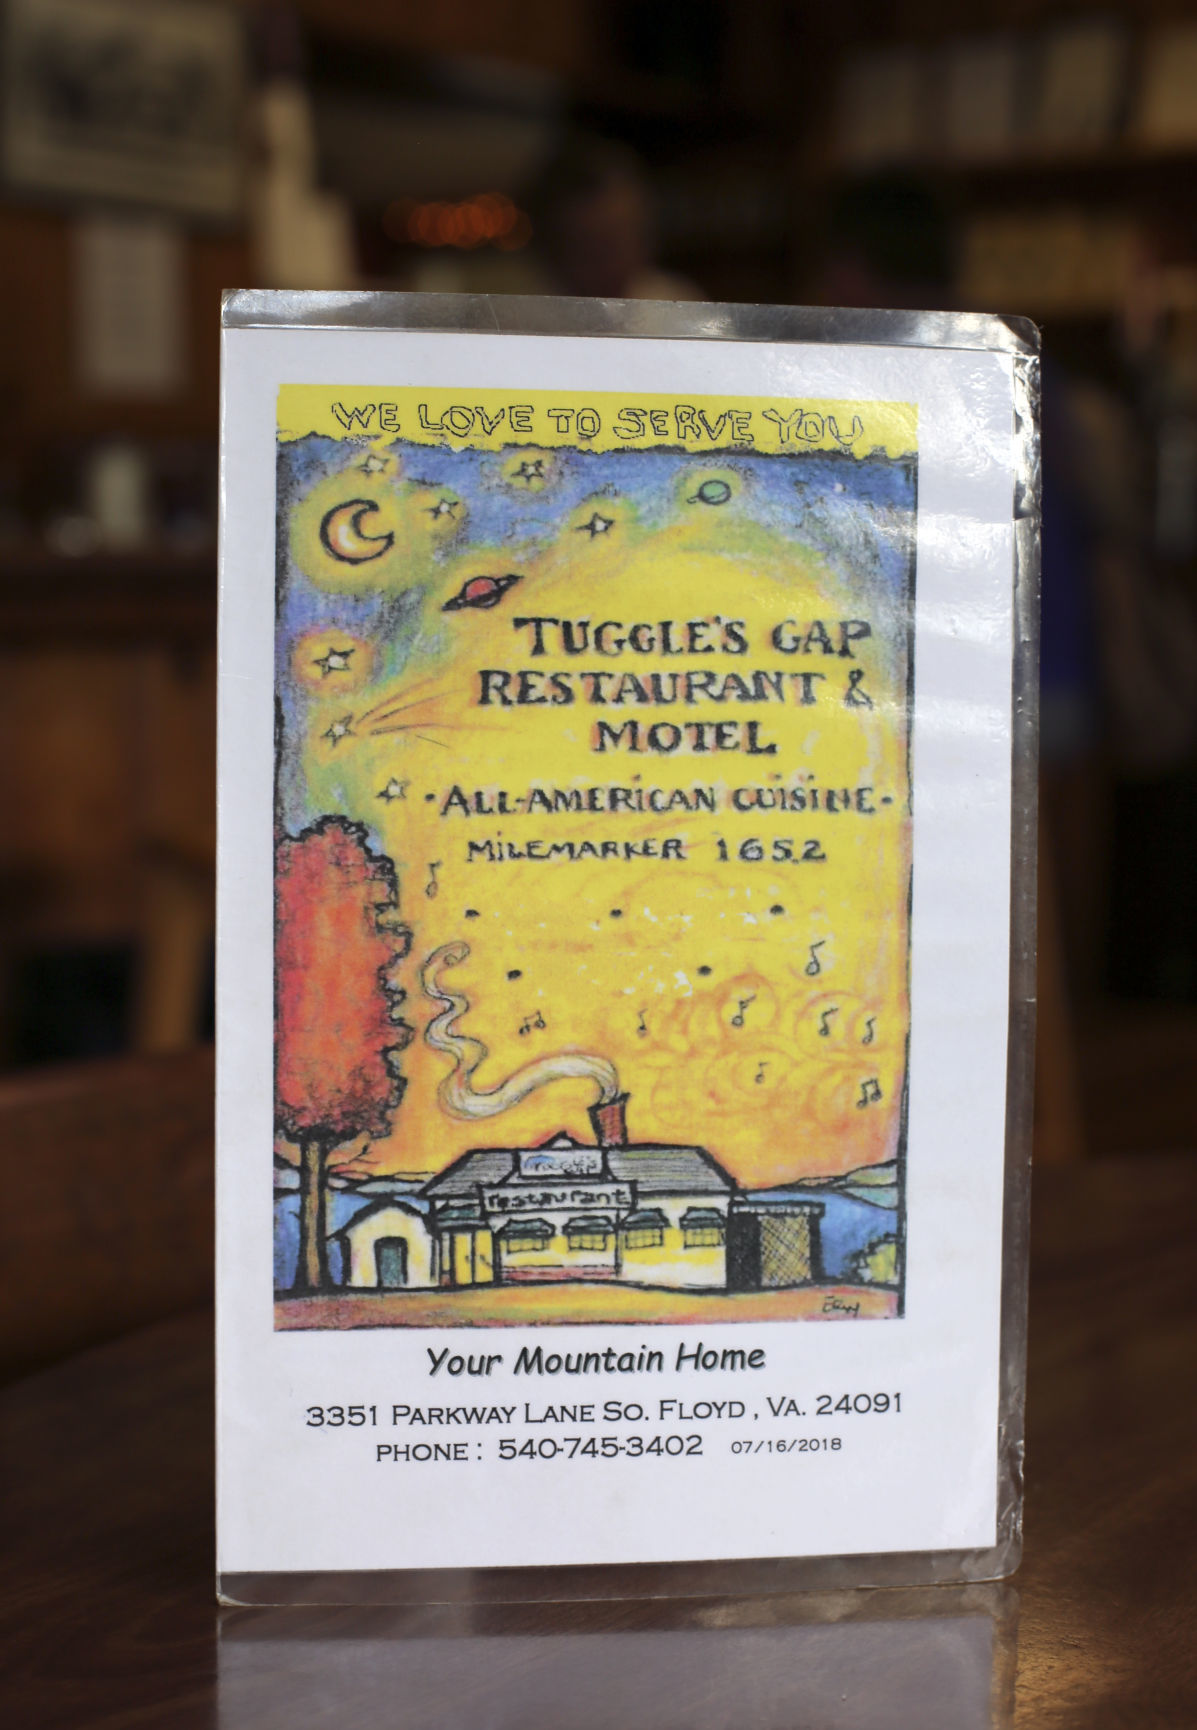 WE LOVE TO SERVE YOU
TUGGLE'S GAP
RESTAURANT &
MOTEL
-ALL-AMERICAN CUISINE-
MILEMARKER 165.2
restaurant
Your Mountain Home
3351 PARKWAY LANE SO. FLOYD , VA. 24091
PHONE : 540-745-3402 07/16/2018